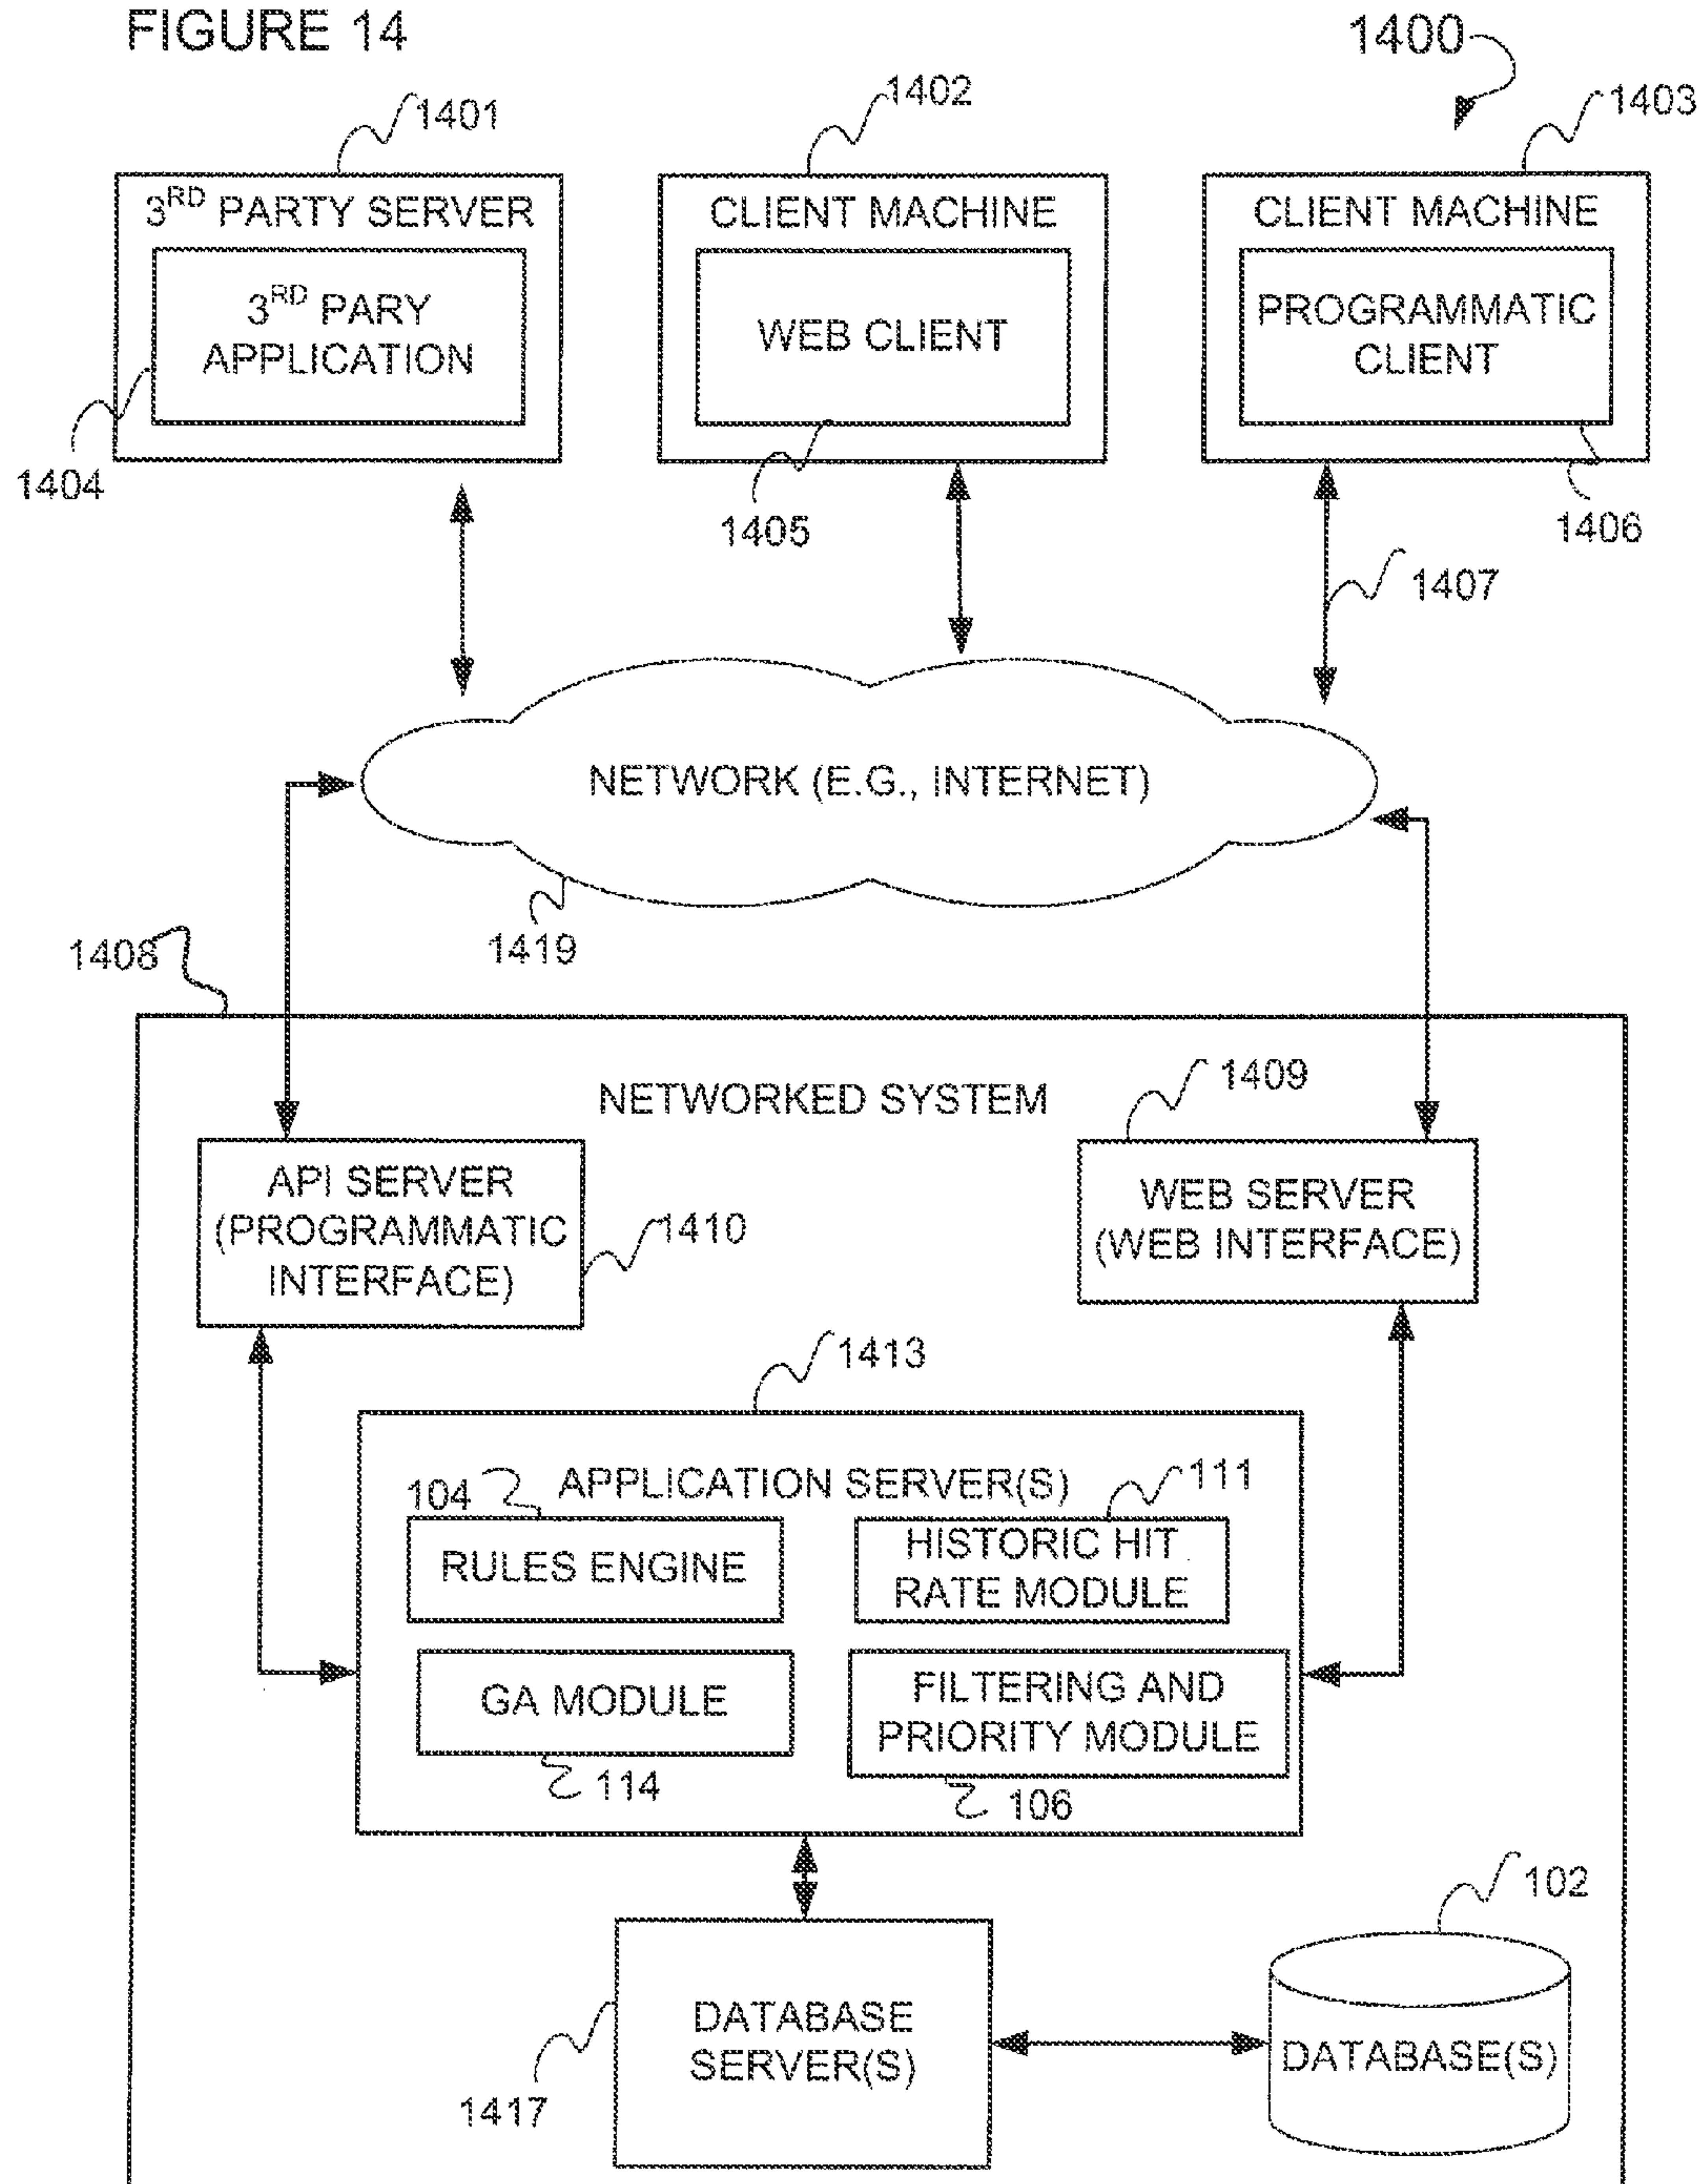 FIGURE 14
1400
1401
1402
1403
3RD PARTY SERVER
3RD PARY
APPLICATION
1404
CLIENT MACHINE
WEB CLIENT
1405
CLIENT MACHINE
PROGRAMMATIC
CLIENT
1406
1407
NETWORK (E.G., INTERNET)
1419
1408
NETWORKED SYSTEM
1409
API SERVER
(PROGRAMMATIC
INTERFACE)
1410
WEB SERVER
(WEB INTERFACE)
1413
APPLICATION SERVER(S)
104
111
RULES ENGINE
HISTORIC HIT
RATE MODULE
GA MODULE
114
FILTERING AND
PRIORITY MODULE
106
102
DATABASE
SERVER(S)
1417
DATABASE(S)